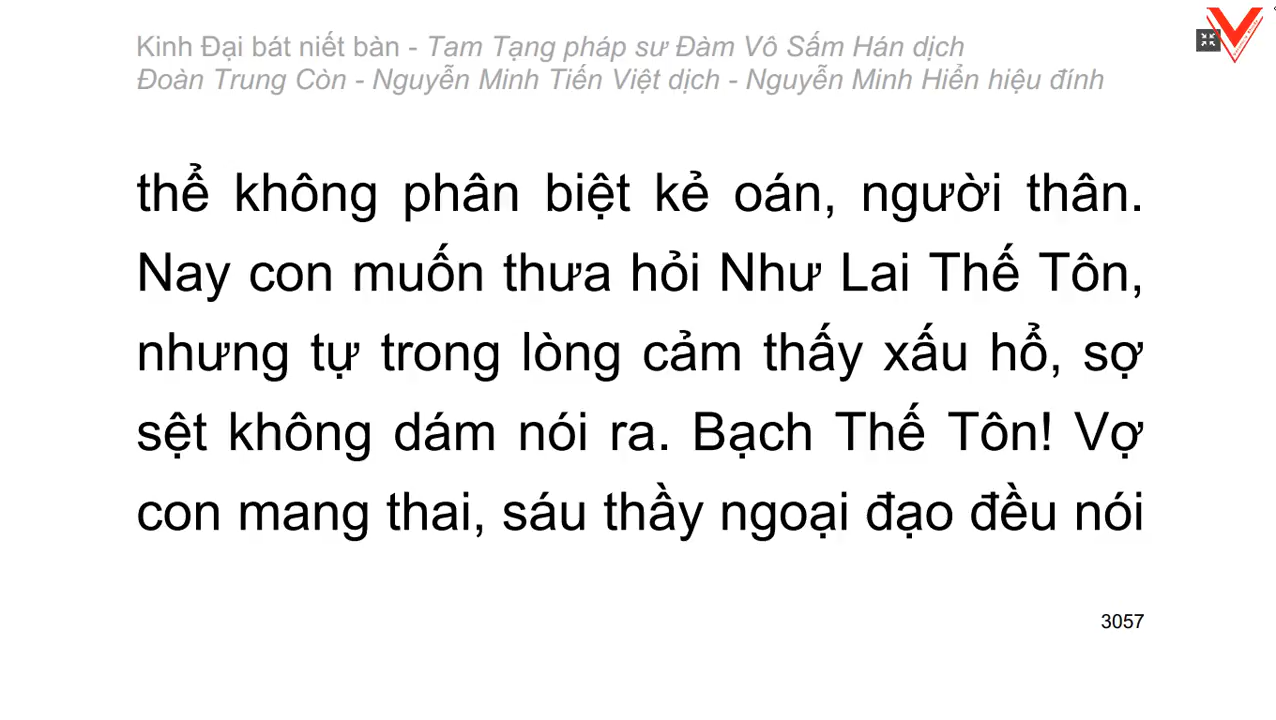 Kinh Đại bát niết bàn - Tam Tạng pháp sư Đàm Vô Sấm Hán dịch
Đoàn Trung Còn - Nguyễn Minh Tiến Việt dịch - Nguyễn Minh Hiển hiệu đính
thể không phân biệt kẻ oán, người thân.
Nay con muốn thưa hỏi Như Lai Thế Tôn,
nhưng tự trong lòng cảm thấy xấu hổ, sợ
sệt không dám nói ra. Bạch Thế Tôn! Vợ
con mang thai, sáu thầy ngoại đạo đều nói
3057